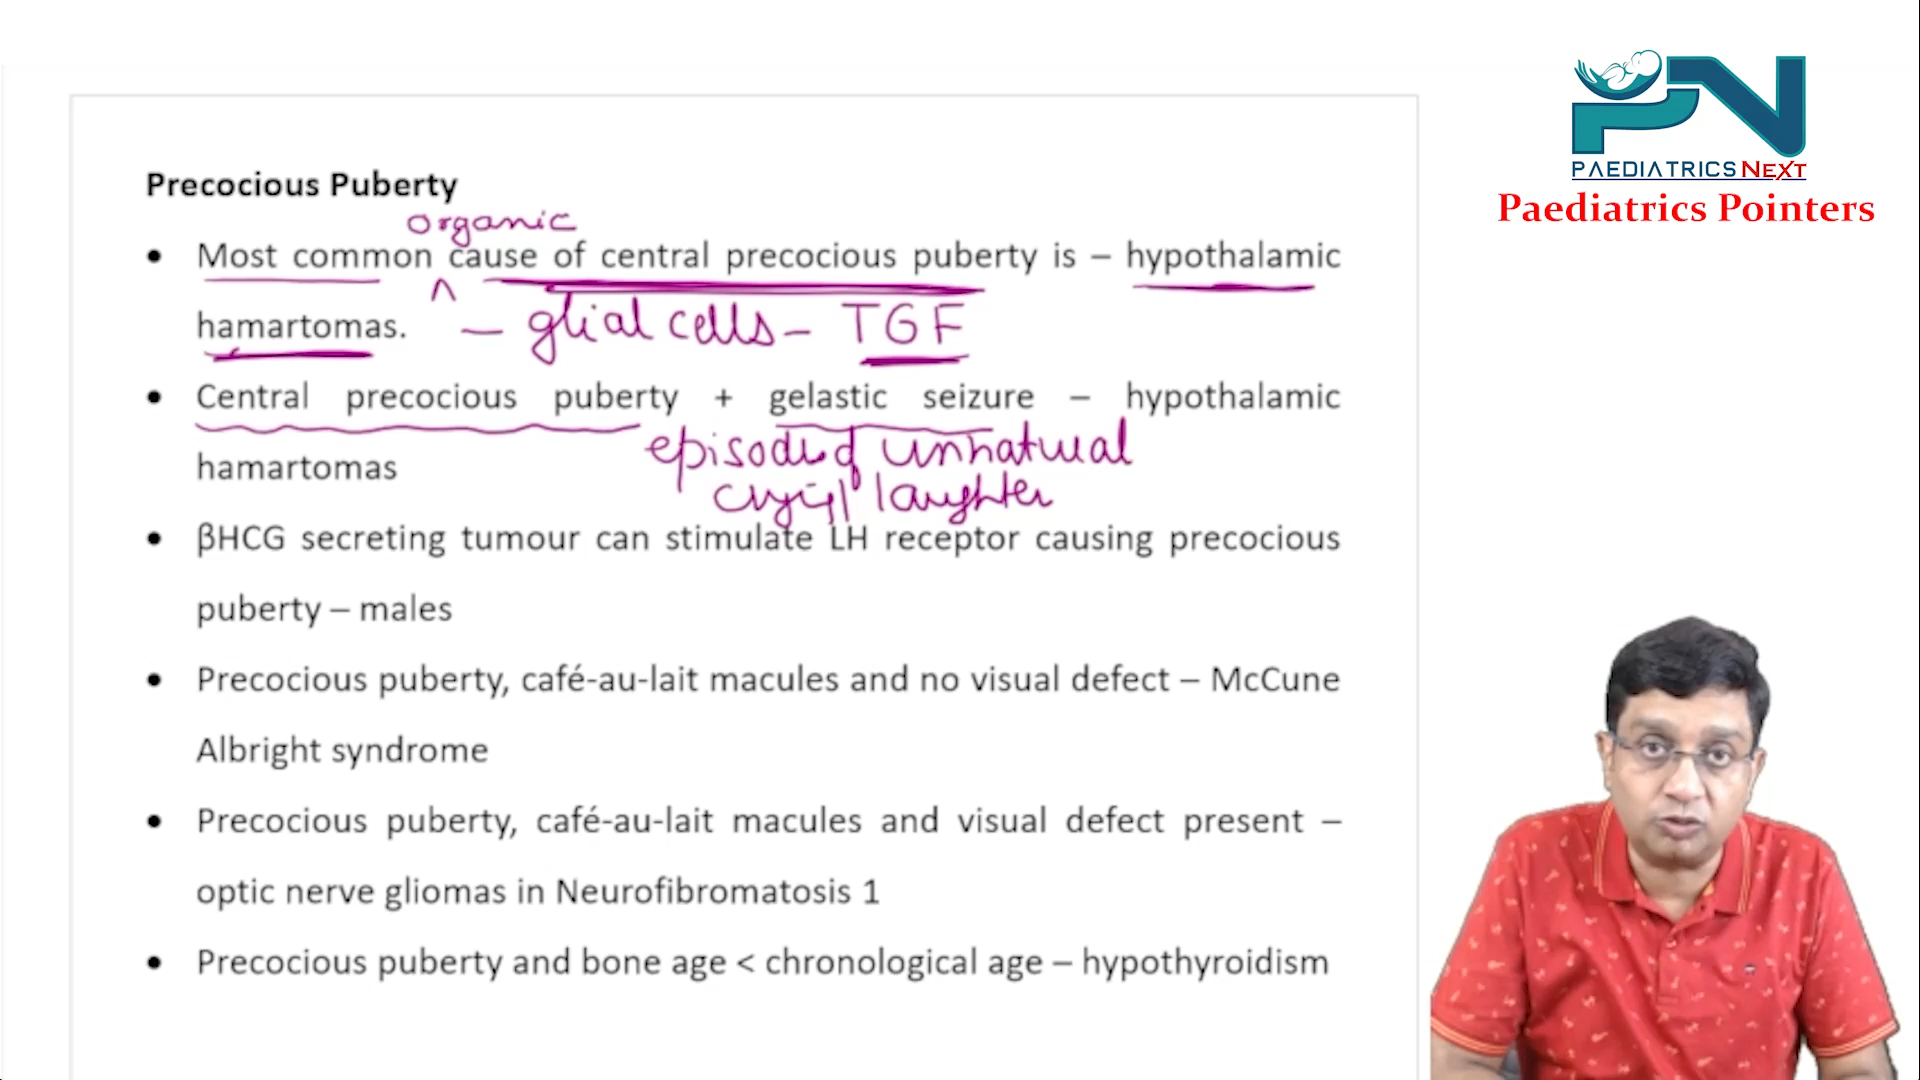 PAEDIATRICS NEXT
Paediatrics Pointers
Precocious Puberty
organic
• Most common ^ cause of central precocious puberty is – hypothalamic
hamartomas. – glial cells – TGF
• Central precocious puberty + gelastic seizure – hypothalamic
episode of unnatural
hamartomas
crying / laughter
• βHCG secreting tumour can stimulate LH receptor causing precocious
puberty – males
• Precocious puberty, café-au-lait macules and no visual defect – McCune
Albright syndrome
• Precocious puberty, café-au-lait macules and visual defect present –
optic nerve gliomas in Neurofibromatosis 1
• Precocious puberty and bone age < chronological age – hypothyroidism